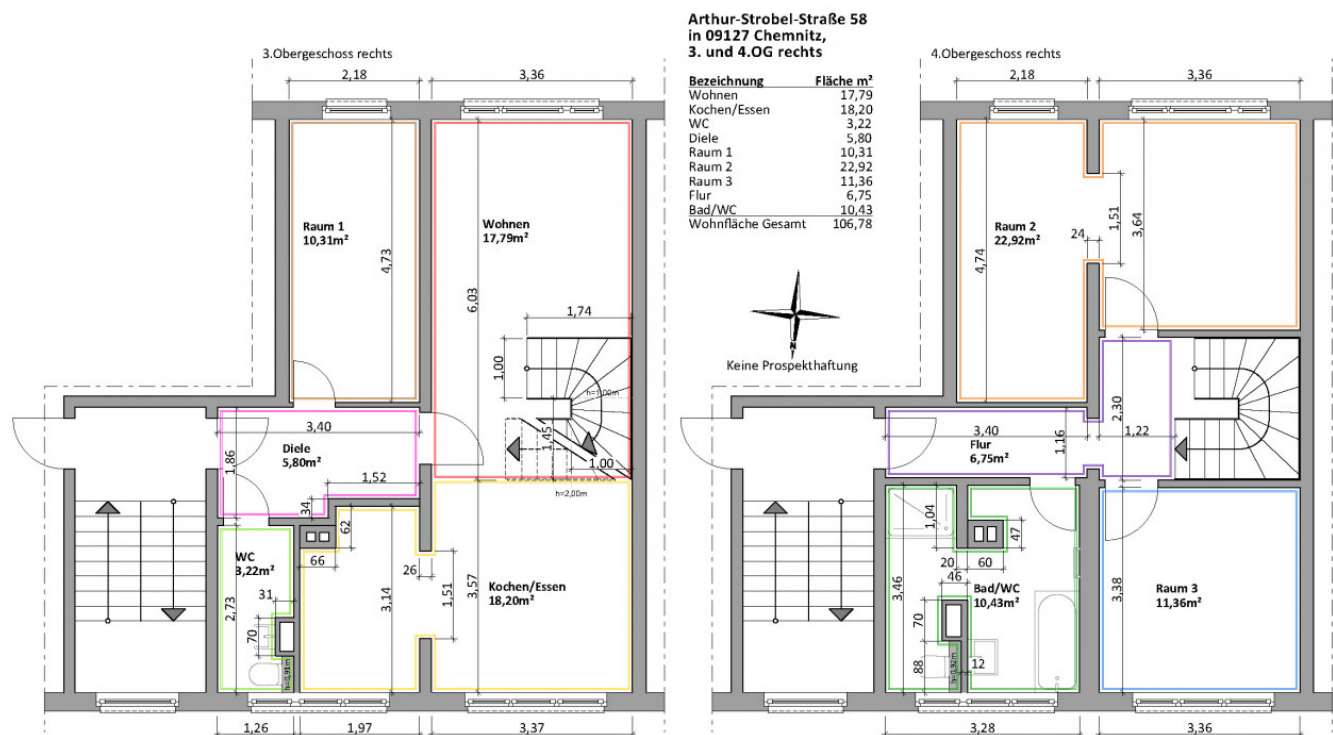 Arthur-Strobel-Straße 58
in 09127 Chemnitz,
3. und 4.OG rechts
Bezeichnung Fläche m²
Wohnen 17,79
Kochen/Essen 18,20
WC 3,22
Diele 5,80
Raum 1 10,31
Raum 2 22,92
Raum 3 11,36
Flur 6,75
Bad/WC 10,43
Wohnfläche Gesamt 106,78
N
Keine Prospekthaftung
3.Obergeschoss rechts
2,18
3,36
Raum 1
10,31m²
4,73
Wohnen
17,79m²
6,03
1,74
1,00
h=1,00m
1,45
1,00
h=2,00m
3,40
Diele
5,80m²
1,86
1,52
34
62
WC
3,22m²
66
26
31
2,73
70
h=0,91m
3,14
1,51
3,57
Kochen/Essen
18,20m²
1,26
1,97
3,37
4.Obergeschoss rechts
2,18
3,36
Raum 2
22,92m²
4,74
24
1,51
3,64
3,40
Flur
6,75m²
1,16
2,30
1,22
1,04
47
20
60
3,46
46
Bad/WC
10,43m²
70
88
h=0,92m
12
3,38
Raum 3
11,36m²
3,28
3,36